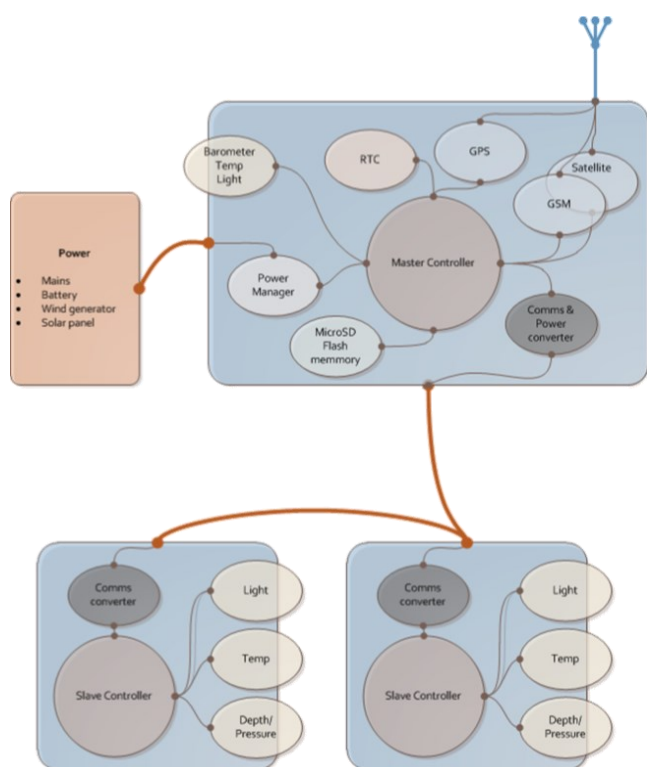 Barometer
Temp
Light
RTC
GPS
Satellite
GSM
Power
• Mains
• Battery
• Wind generator
• Solar panel
Power
Manager
Master Controller
MicroSD
Flash
memmory
Comms &
Power
converter
Comms
converter
Light
Slave Controller
Temp
Depth/
Pressure
Comms
converter
Light
Slave Controller
Temp
Depth/
Pressure